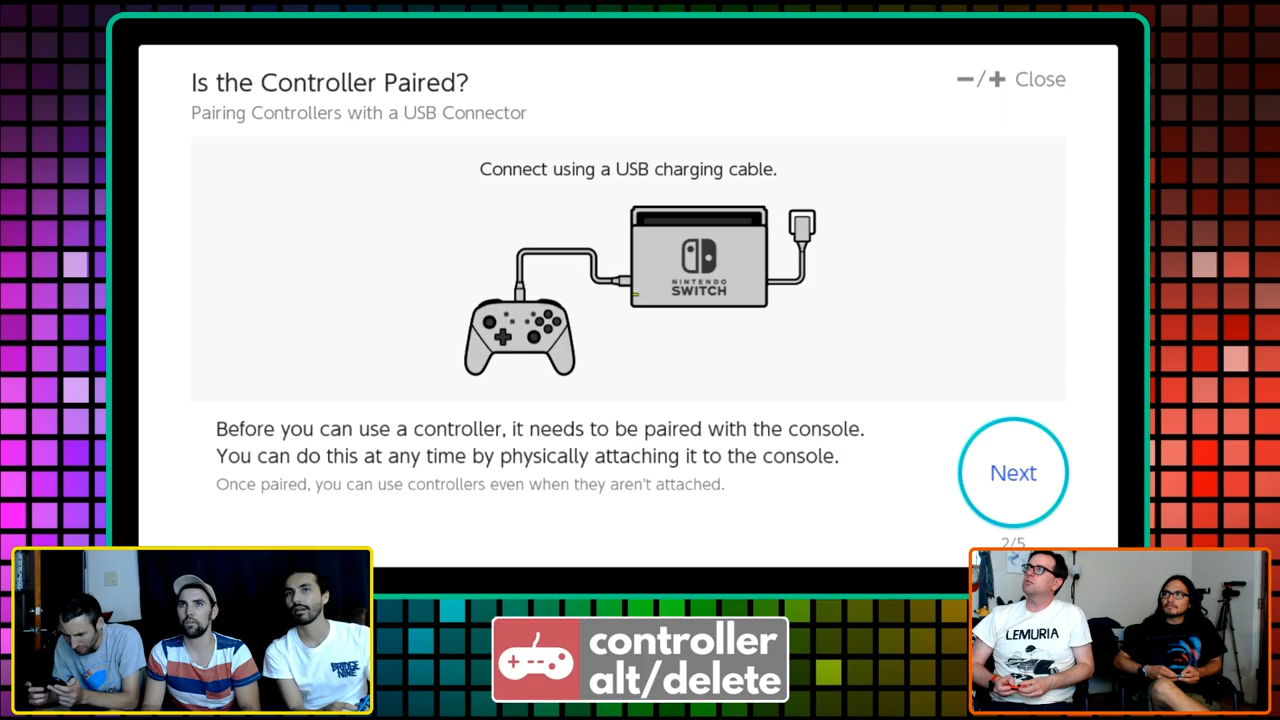 Is the Controller Paired?
−/+ Close
Pairing Controllers with a USB Connector
Connect using a USB charging cable.
NINTENDO
SWITCH
Before you can use a controller, it needs to be paired with the console.
You can do this at any time by physically attaching it to the console.
Once paired, you can use controllers even when they aren't attached.
Next
2/5
LEMURIA
controller
alt/delete